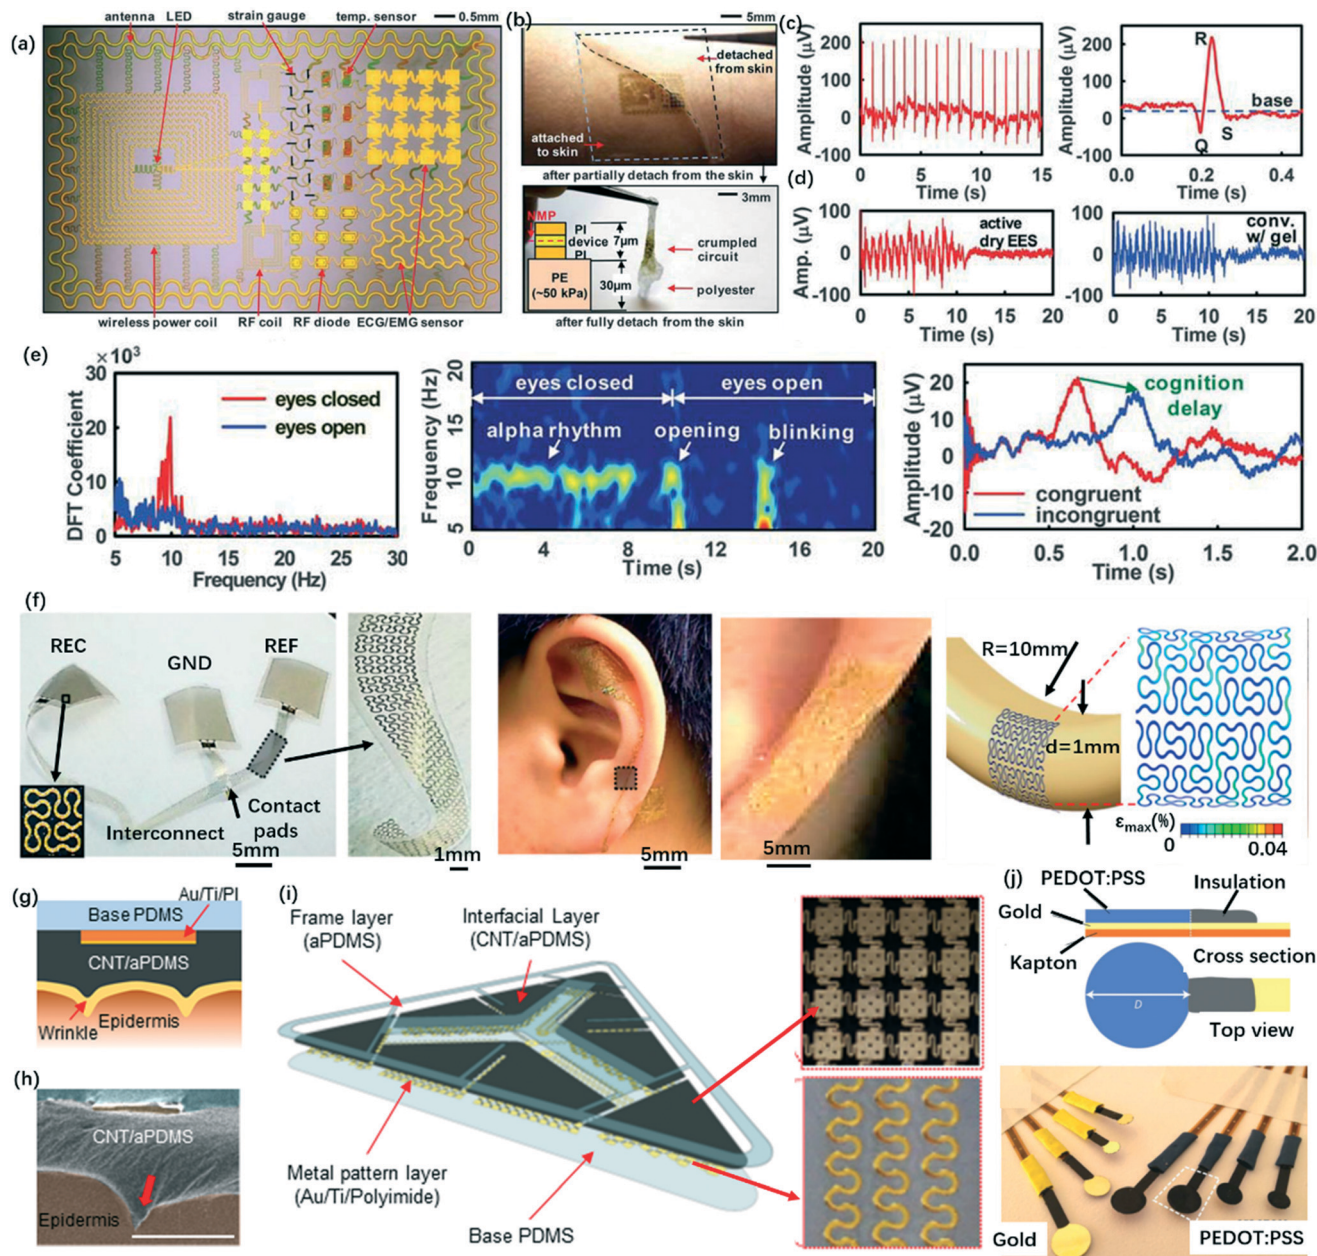 (a)
antenna LED strain gauge temp. sensor 0.5mm
wireless power coil RF coil RF diode ECG/EMG sensor
(b)
5mm
detached
from skin
attached
to skin
after partially detach from the skin
3mm
NMP
PI
device
PI
7μm
PE
(~50 kPa)
30μm
crumpled
circuit
polyester
after fully detach from the skin
(c)
Amplitude (μV)
200
100
0
-100
0 5 10 15
Time (s)
Amplitude (μV)
200
100
0
-100
R
base
Q
S
0.0 0.2 0.4
Time (s)
(d)
Amp. (μV)
100
0
-100
active
dry EES
0 5 10 15 20
Time (s)
100
0
-100
conv.
w/ gel
0 5 10 15 20
Time (s)
(e)
×10³
DFT Coefficient
30
20
10
0
eyes closed
eyes open
5 10 15 20 25 30
Frequency (Hz)
Frequency (Hz)
20
15
10
5
eyes closed eyes open
alpha rhythm opening blinking
0 4 8 12 16 20
Time (s)
Amplitude (μV)
20
10
0
-10
-20
cognition
delay
congruent
incongruent
0.0 0.5 1.0 1.5 2.0
Time (s)
(f)
REC
GND
REF
Interconnect
Contact
pads
5mm
1mm
5mm
5mm
R=10mm
d=1mm
εmax(%)
0 0.04
(g)
Au/Ti/PI
Base PDMS
CNT/aPDMS
Wrinkle
Epidermis
(h)
CNT/aPDMS
Epidermis
(i)
Frame layer
(aPDMS)
Interfacial Layer
(CNT/aPDMS)
Metal pattern layer
(Au/Ti/Polyimide)
Base PDMS
(j)
PEDOT:PSS
Insulation
Gold
Kapton
Cross section
D
Top view
Gold
PEDOT:PSS